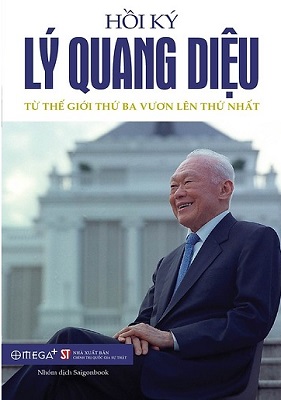 HỒI KÝ
LÝ QUANG DIỆU
TỪ THẾ GIỚI THỨ BA VƯƠN LÊN THỨ NHẤT
OMEGA+
ST
NHÀ XUẤT BẢN
CHÍNH TRỊ QUỐC GIA SỰ THẬT
Nhóm dịch Saigonbook